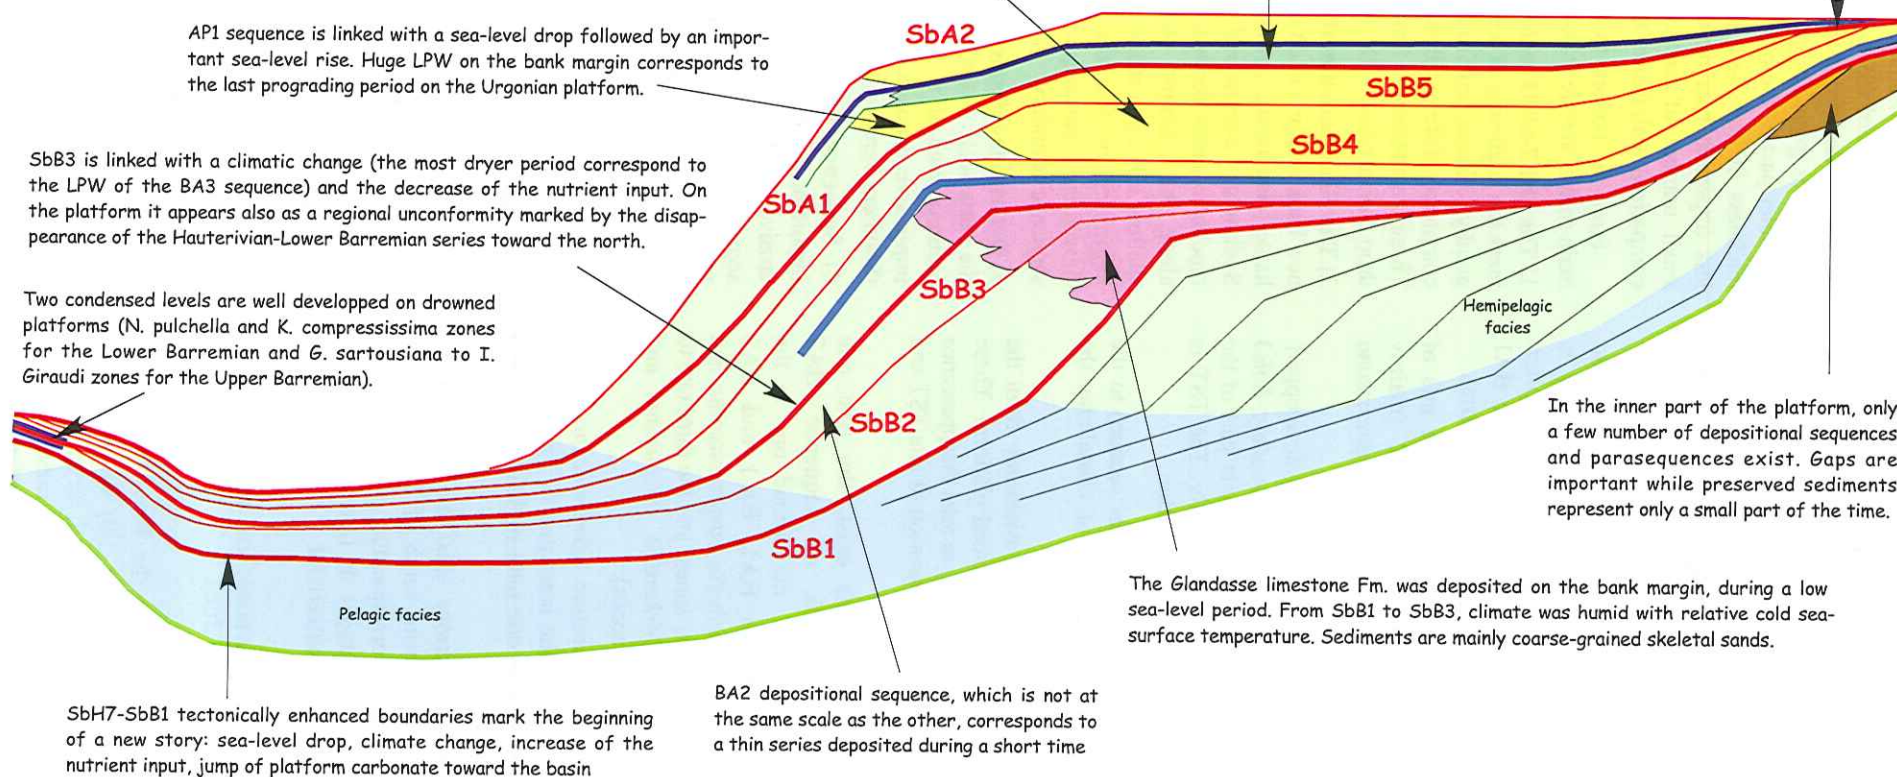 AP1 sequence is linked with a sea-level drop followed by an impor-
tant sea-level rise. Huge LPW on the bank margin corresponds to
the last prograding period on the Urgonian platform.
SbA2
SbB5
SbB4
SbB3 is linked with a climatic change (the most dryer period correspond to
the LPW of the BA3 sequence) and the decrease of the nutrient input. On
the platform it appears also as a regional unconformity marked by the disap-
pearance of the Hauterivian-Lower Barremian series toward the north.
SbA1
SbB3
Two condensed levels are well developped on drowned
platforms (N. pulchella and K. compressissima zones
for the Lower Barremian and G. sartousiana to I.
Giraudi zones for the Upper Barremian).
Hemipelagic
facies
SbB2
In the inner part of the platform, only
a few number of depositional sequences
and parasequences exist. Gaps are
important while preserved sediments
represent only a small part of the time.
SbB1
Pelagic facies
The Glandasse limestone Fm. was deposited on the bank margin, during a low
sea-level period. From SbB1 to SbB3, climate was humid with relative cold sea-
surface temperature. Sediments are mainly coarse-grained skeletal sands.
BA2 depositional sequence, which is not at
the same scale as the other, corresponds to
a thin series deposited during a short time
SbH7-SbB1 tectonically enhanced boundaries mark the beginning
of a new story: sea-level drop, climate change, increase of the
nutrient input, jump of platform carbonate toward the basin